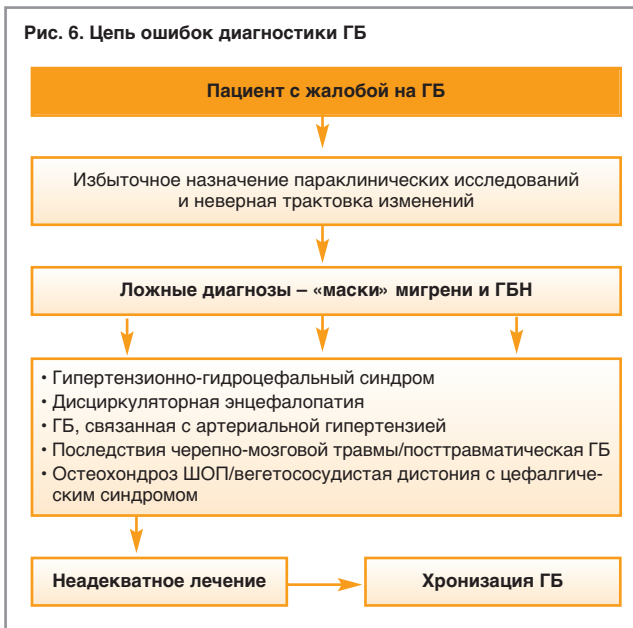 Рис. 6. Цепь ошибок диагностики ГБ
Пациент с жалобой на ГБ
Избыточное назначение параклинических исследований
и неверная трактовка изменений
Ложные диагнозы – «маски» мигрени и ГБН
• Гипертензионно-гидроцефальный синдром
• Дисциркуляторная энцефалопатия
• ГБ, связанная с артериальной гипертензией
• Последствия черепно-мозговой травмы/посттравматическая ГБ
• Остеохондроз ШОП/вегетососудистая дистония с цефалгиче-
ским синдромом
Неадекватное лечение
Хронизация ГБ